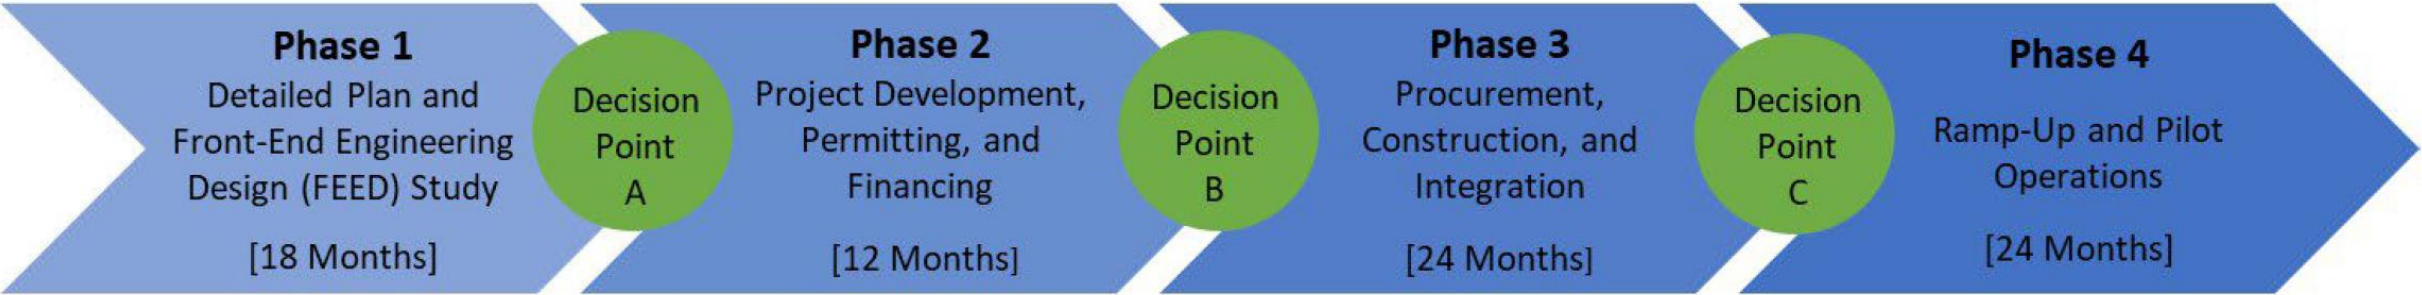 Phase 1
Detailed Plan and
Front-End Engineering
Design (FEED) Study
[18 Months]
Decision
Point
A
Phase 2
Project Development,
Permitting, and
Financing
[12 Months]
Decision
Point
B
Phase 3
Procurement,
Construction, and
Integration
[24 Months]
Decision
Point
C
Phase 4
Ramp-Up and Pilot
Operations
[24 Months]